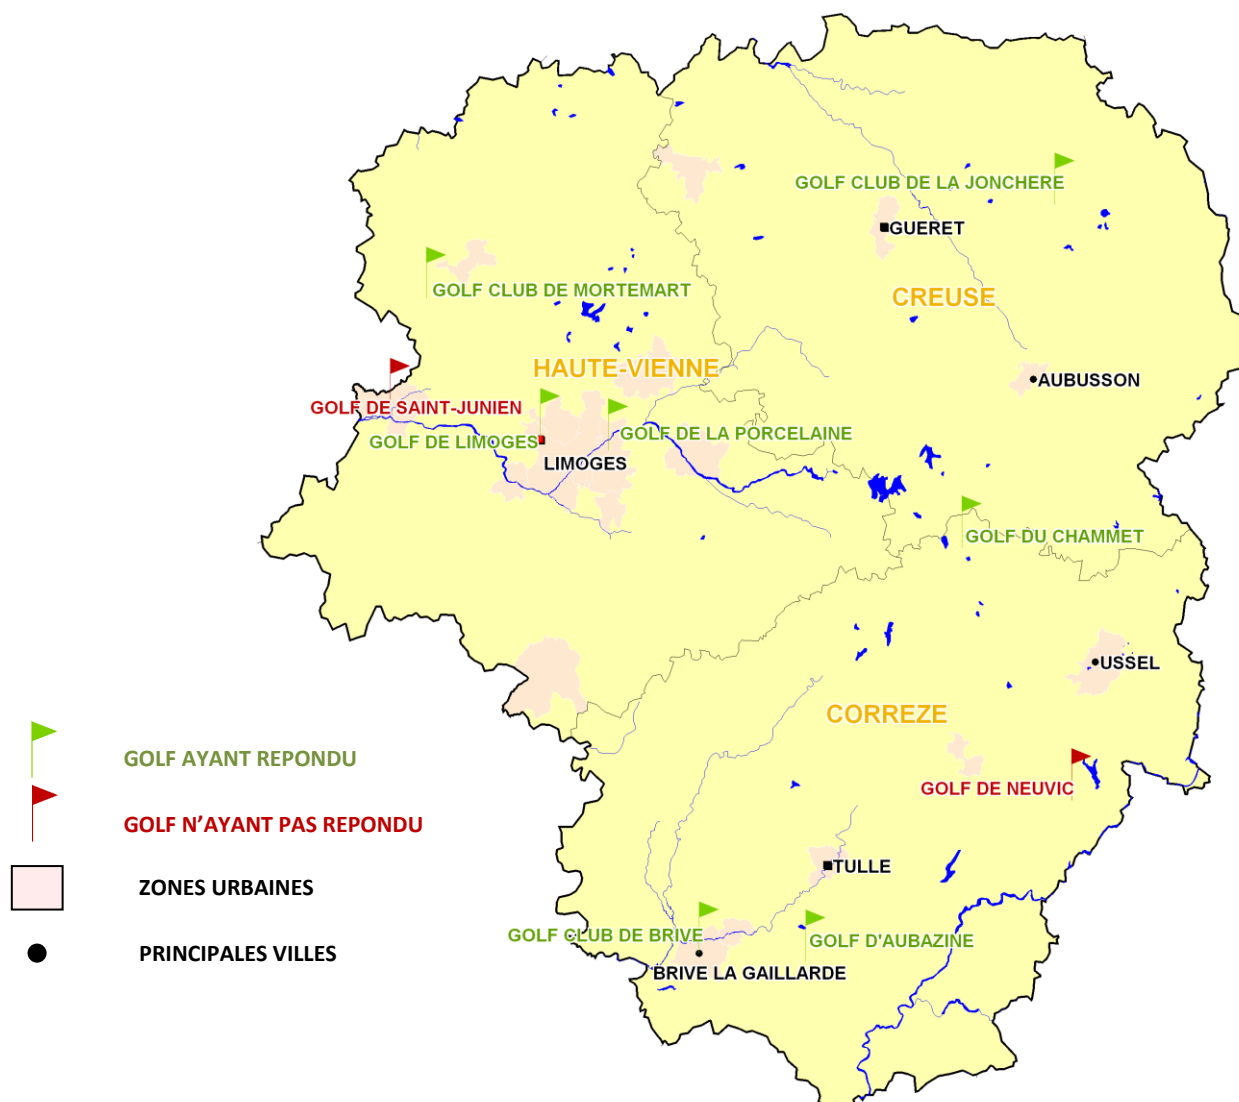 GOLF CLUB DE LA JONCHERE
GUERET
GOLF CLUB DE MORTEMART
CREUSE
HAUTE-VIENNE
AUBUSSON
GOLF DE SAINT-JUNIEN
GOLF DE LIMOGES
GOLF DE LA PORCELAINE
LIMOGES
GOLF DU CHAMMET
USSEL
CORREZE
GOLF DE NEUVIC
TULLE
GOLF CLUB DE BRIVE
GOLF D'AUBAZINE
BRIVE LA GAILLARDE
GOLF AYANT REPONDU
GOLF N'AYANT PAS REPONDU
ZONES URBAINES
PRINCIPALES VILLES